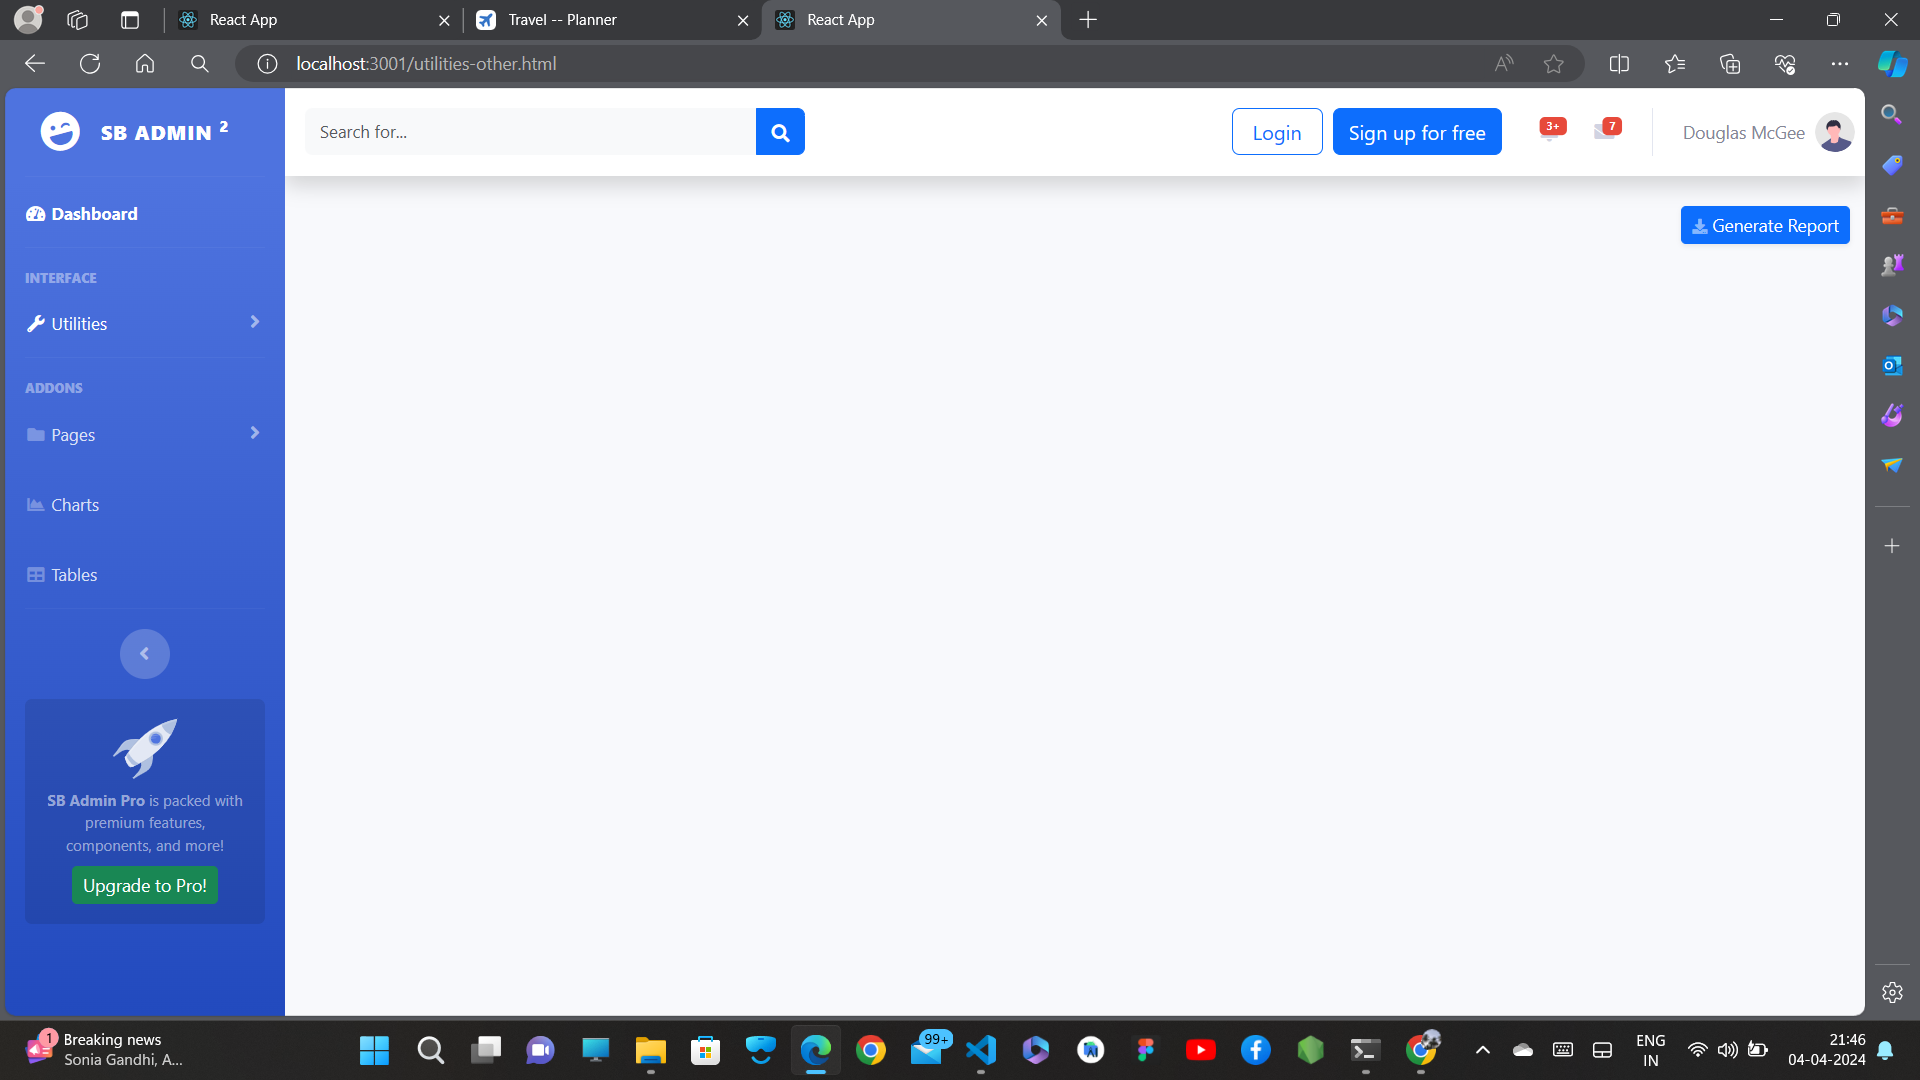 React App
Travel -- Planner
React App
localhost:3001/utilities-other.html
SB ADMIN 2
Search for...
Login
Sign up for free
3+
7
Douglas McGee
Dashboard
Generate Report
INTERFACE
Utilities
ADDONS
Pages
Charts
Tables
SB Admin Pro is packed with
premium features,
components, and more!
Upgrade to Pro!
1
Breaking news
Sonia Gandhi, A...
99+
ENG
IN
21:46
04-04-2024